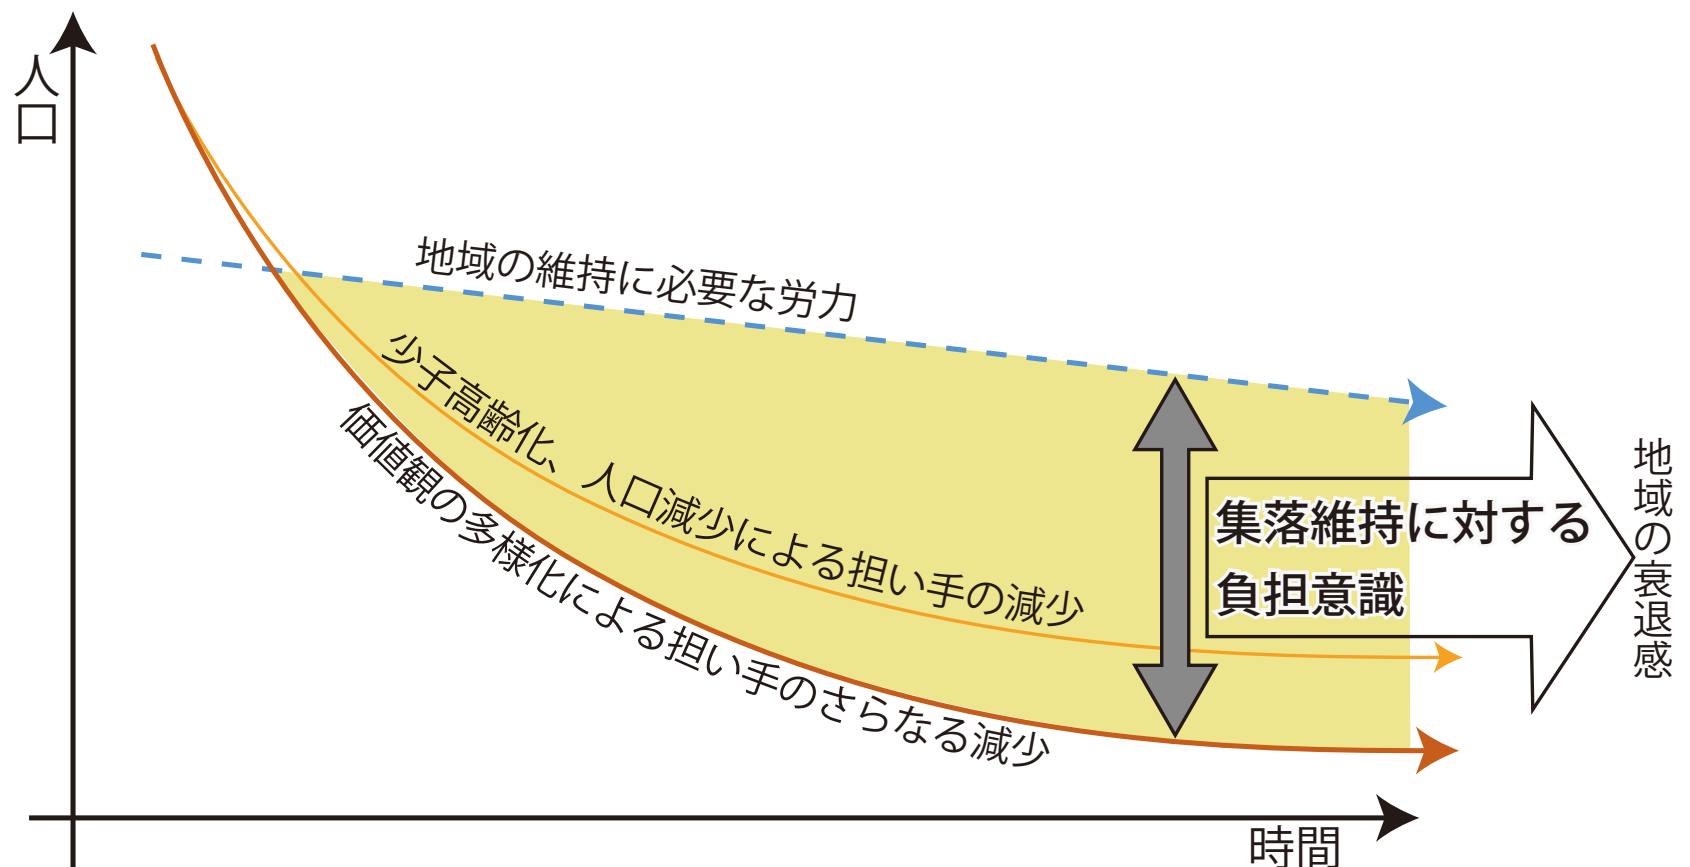 人口
地域の維持に必要な労力
少子高齢化、人口減少による担い手の減少
価値観の多様化による担い手のさらなる減少
集落維持に対する
負担意識
地域の衰退感
時間